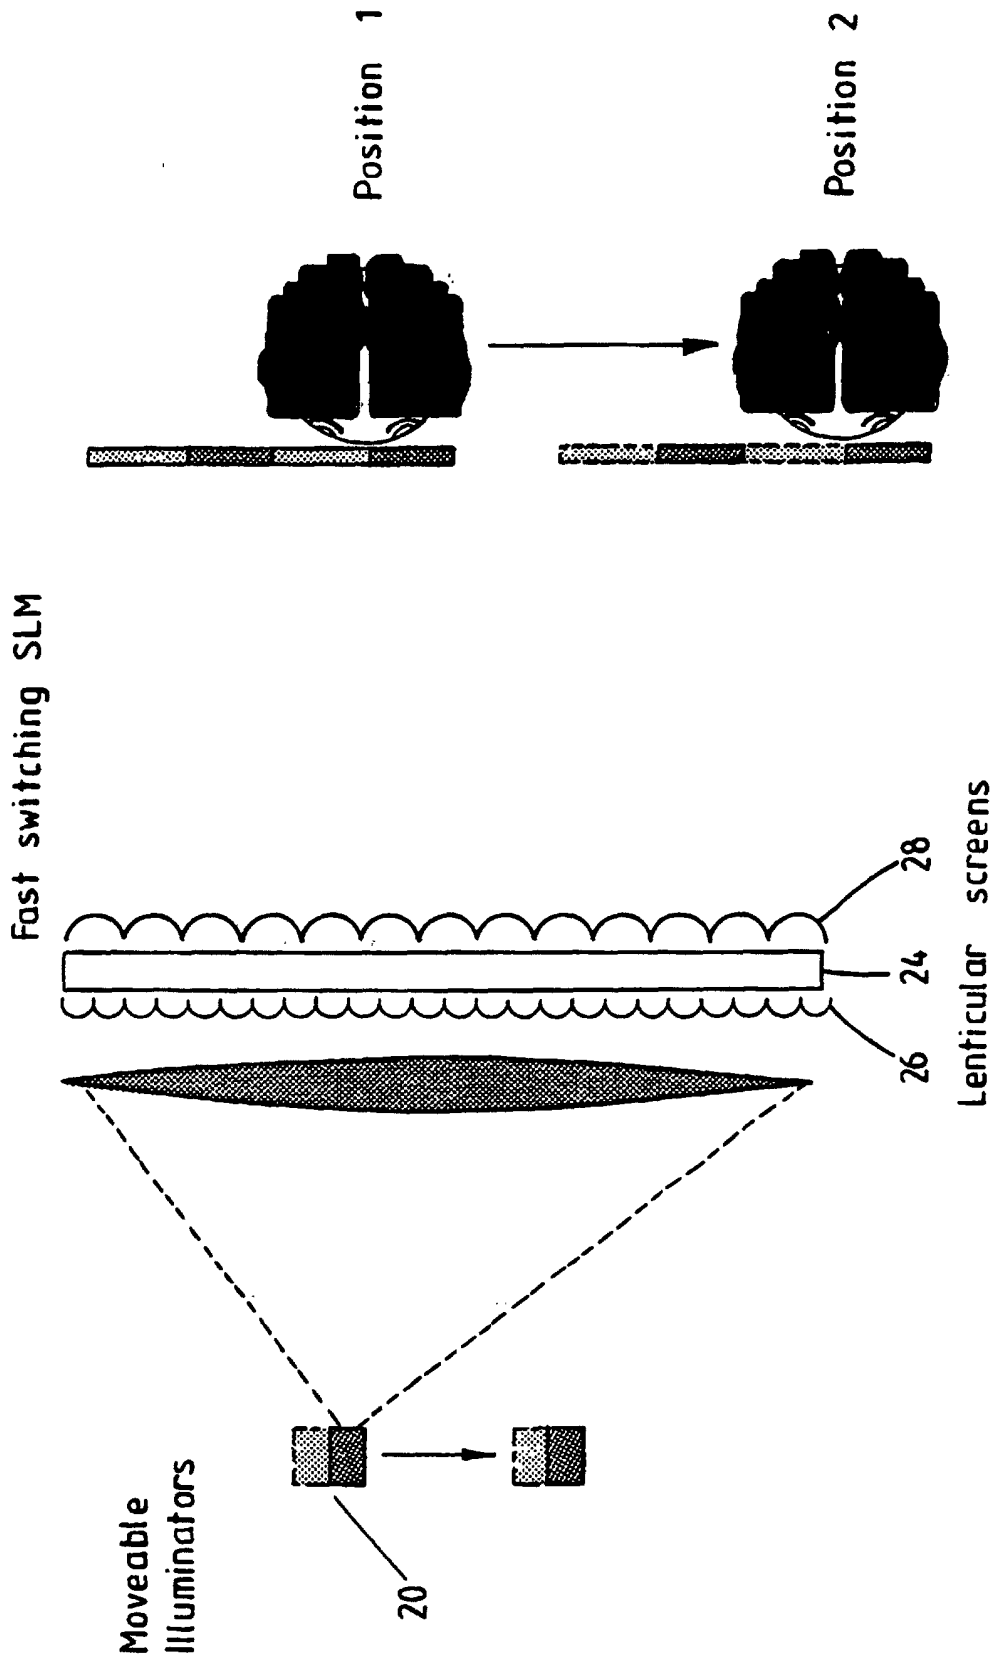 Fast switching SLM
Position 1
Position 2
Moveable
Illuminators
20
28
24
26
Lenticular screens